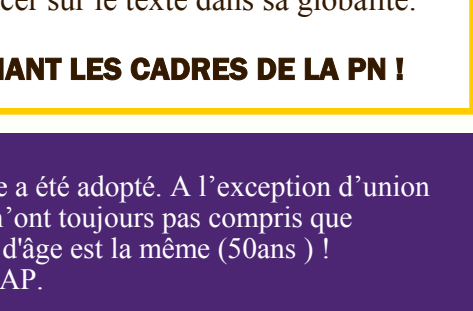 cer sur le texte dans sa globalité.
ANT LES CADRES DE LA PN !
e a été adopté. A l’exception d’union
n’ont toujours pas compris que
d'âge est la même (50ans ) !
AP.